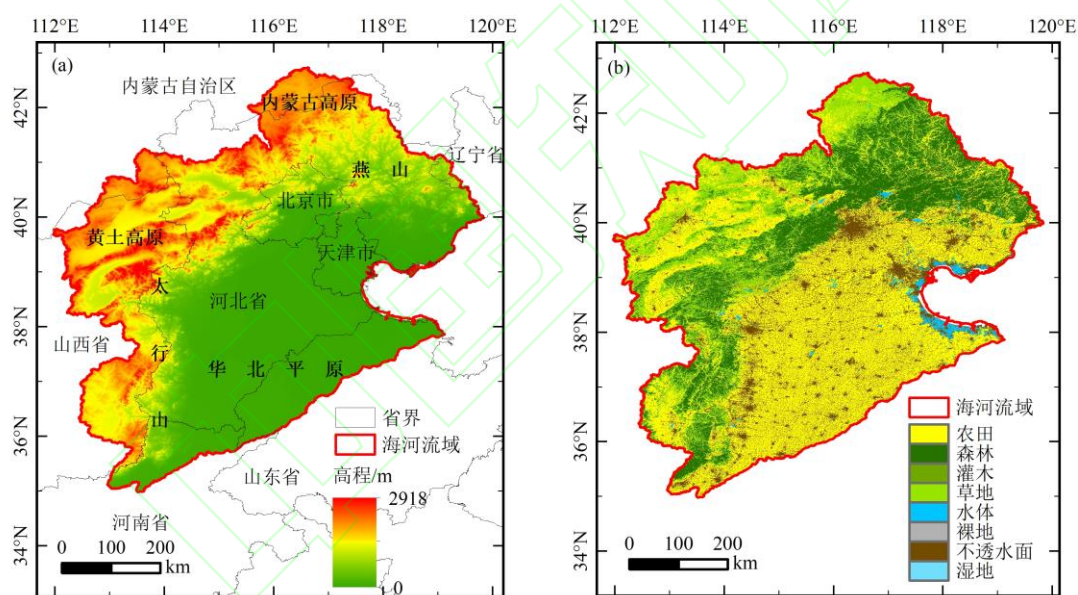 112°E 114°E 116°E 118°E 120°E
(a)
42°N
40°N
38°N
36°N
34°N
内蒙古自治区
内蒙古高原
辽宁省
燕 山
北京市
黄土高原
天津市
太
河北省
山西省
行
华 北 平 原
山
山东省
河南省
省界
海河流域
高程/m
2918
0
0 100 200
km
112°E 114°E 116°E 118°E 120°E
(b)
42°N
40°N
38°N
36°N
34°N
海河流域
农田
森林
灌木
草地
水体
裸地
不透水面
湿地
0 100 200
km